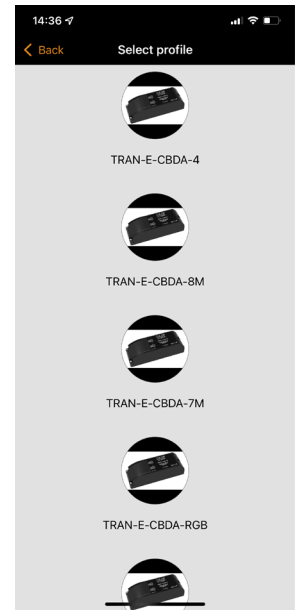 14:36
Back Select profile
TRAN-E-CBDA-4
TRAN-E-CBDA-8M
TRAN-E-CBDA-7M
TRAN-E-CBDA-RGB